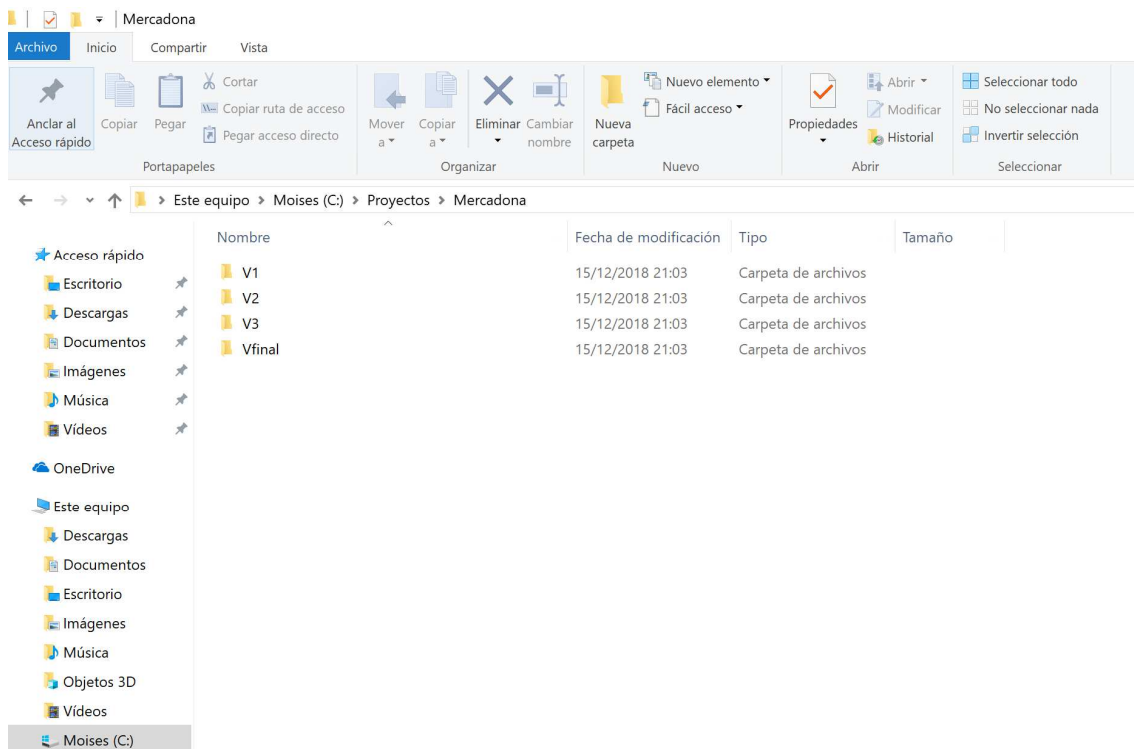 Mercadona
Archivo Inicio Compartir Vista
Anclar al Acceso rápido
Copiar
Pegar
Cortar
Copiar ruta de acceso
Pegar acceso directo
Portapapeles
Mover a
Copiar a
Eliminar
Cambiar nombre
Organizar
Nueva carpeta
Nuevo elemento
Fácil acceso
Nuevo
Propiedades
Abrir
Modificar
Historial
Abrir
Seleccionar todo
No seleccionar nada
Invertir selección
Seleccionar
Este equipo > Moises (C:) > Proyectos > Mercadona
Nombre Fecha de modificación Tipo Tamaño
V1 15/12/2018 21:03 Carpeta de archivos
V2 15/12/2018 21:03 Carpeta de archivos
V3 15/12/2018 21:03 Carpeta de archivos
Vfinal 15/12/2018 21:03 Carpeta de archivos
Acceso rápido
Escritorio
Descargas
Documentos
Imágenes
Música
Vídeos
OneDrive
Este equipo
Descargas
Documentos
Escritorio
Imágenes
Música
Objetos 3D
Vídeos
Moises (C:)